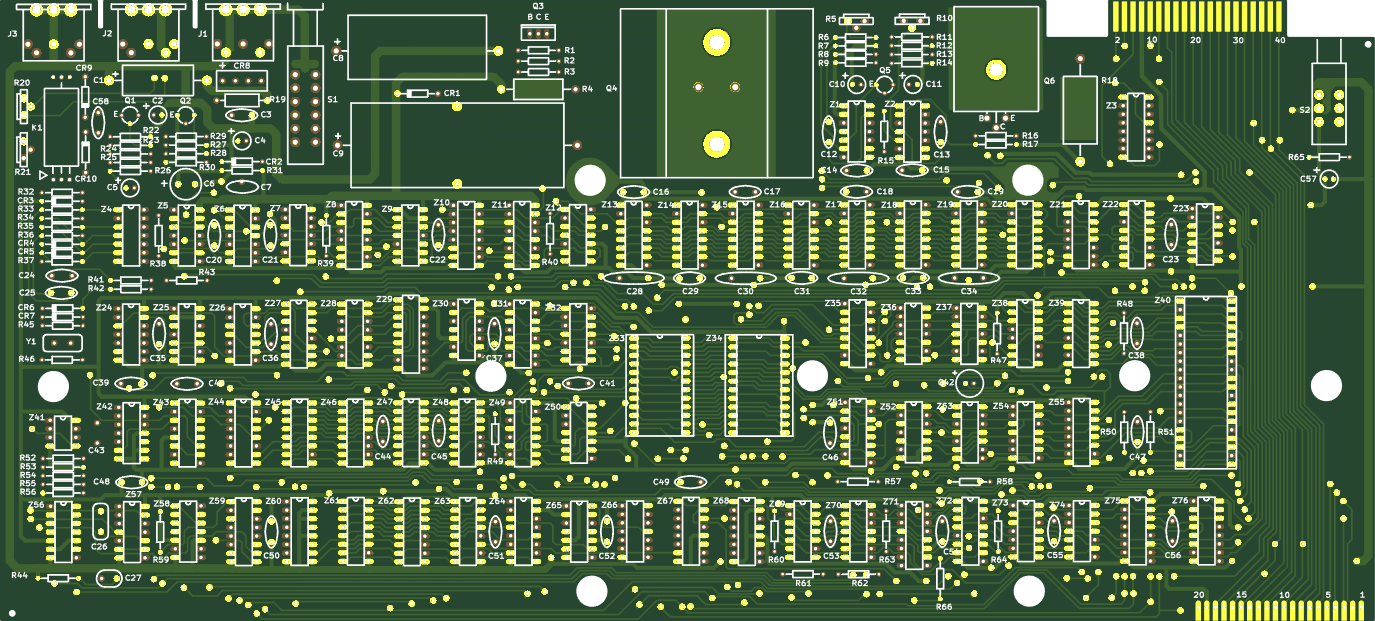 J3 J2 J1 Q3
B C E
R5 R10
C8 R1 R6 R11 2 10 20 30 40
R2 R7 R12
R3 R8 R13
CR9 CR8 R9 R14
R20 C1 R19 S1 CR1 R4 Q4 C10 Q5 C11 Q6 R18 S2
C58 Q1 C2 Q2 C3 Z1 Z2 Z3
E E B E
K1 R22 R29 C4 C9 C
R23 R27 R16
R24 R28 C12 R15 C13 R17
R21 R25 CR2 R65
CR10 R26 R30 R31 C14 C15 C57
C5 C6 C7
R32 C16 C17 C18 C19
CR3
R33 Z4 Z5 Z6 Z7 Z8 Z9 Z10 Z11 Z12 Z13 Z14 Z15 Z16 Z17 Z18 Z19 Z20 Z21 Z22 Z23
R34
R35
R36
CR4
CR5
R37 R38 C20 C21 R39 C22 R40 C23
C24 R41 R43
C25 R42 C28 C29 C30 C31 C32 C33 C34
CR6 Z24 Z25 Z26 Z27 Z28 Z29 Z30 Z31 Z32 Z35 Z36 Z37 Z38 Z39 R48 Z40
CR7
R45
Y1 Z33 Z34
R46 C35 C36 C37 R47 C38
C39 C40 C41 C42
Z41 Z42 Z43 Z44 Z45 Z46 Z47 Z48 Z49 Z50 Z51 Z52 Z53 Z54 Z55
R50 R51
C43 C44 C45 R49 C46 C47
R52
R53
R54 C48 C49 R57 R58
R55
R56 Z57
Z56 Z58 Z59 Z60 Z61 Z62 Z63 Z64 Z65 Z66 Z67 Z68 Z69 Z70 Z71 Z72 Z73 Z74 Z75 Z76
C26 R59 C50 C51 C52 R60 C53 R63 C54 R64 C55 C56
R44 C27 R61 R62
R66 20 15 10 5 1